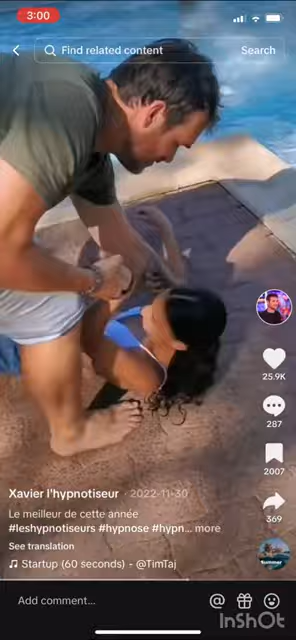 3:00
Find related content
Search
25.9K
287
2007
369
Xavier l'hypnotiseur · 2022-11-30
Le meilleur de cette année
#leshypnotiseurs #hypnose #hypn... more
See translation
Startup (60 seconds) - @TimTaj
Add comment...
InShOt